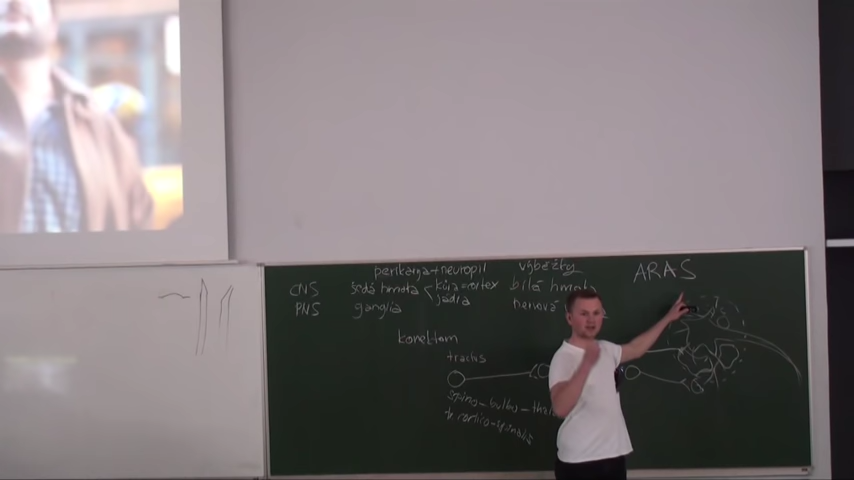 perikarya+neuropil výběžky
CNS šedá hmota kůra=cortex bílá hmota
jádra
PNS ganglia nervová
ARAS
konektom
tractus
spino-bulbo-thal
tr. cortico-spinalis